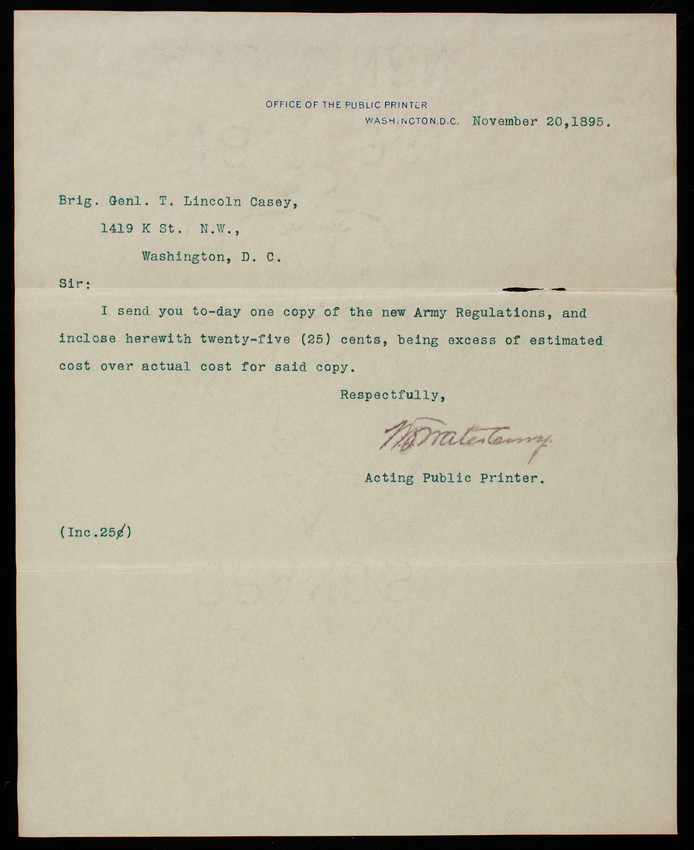 OFFICE OF THE PUBLIC PRINTER
WASHINGTON, D.C. November 20, 1895.
Brig. Genl. T. Lincoln Casey,
1419 K St. N.W.,
Washington, D. C.
Sir:
I send you to-day one copy of the new Army Regulations, and
inclose herewith twenty-five (25) cents, being excess of estimated
cost over actual cost for said copy.
Respectfully,
Acting Public Printer.
(Inc.25¢)